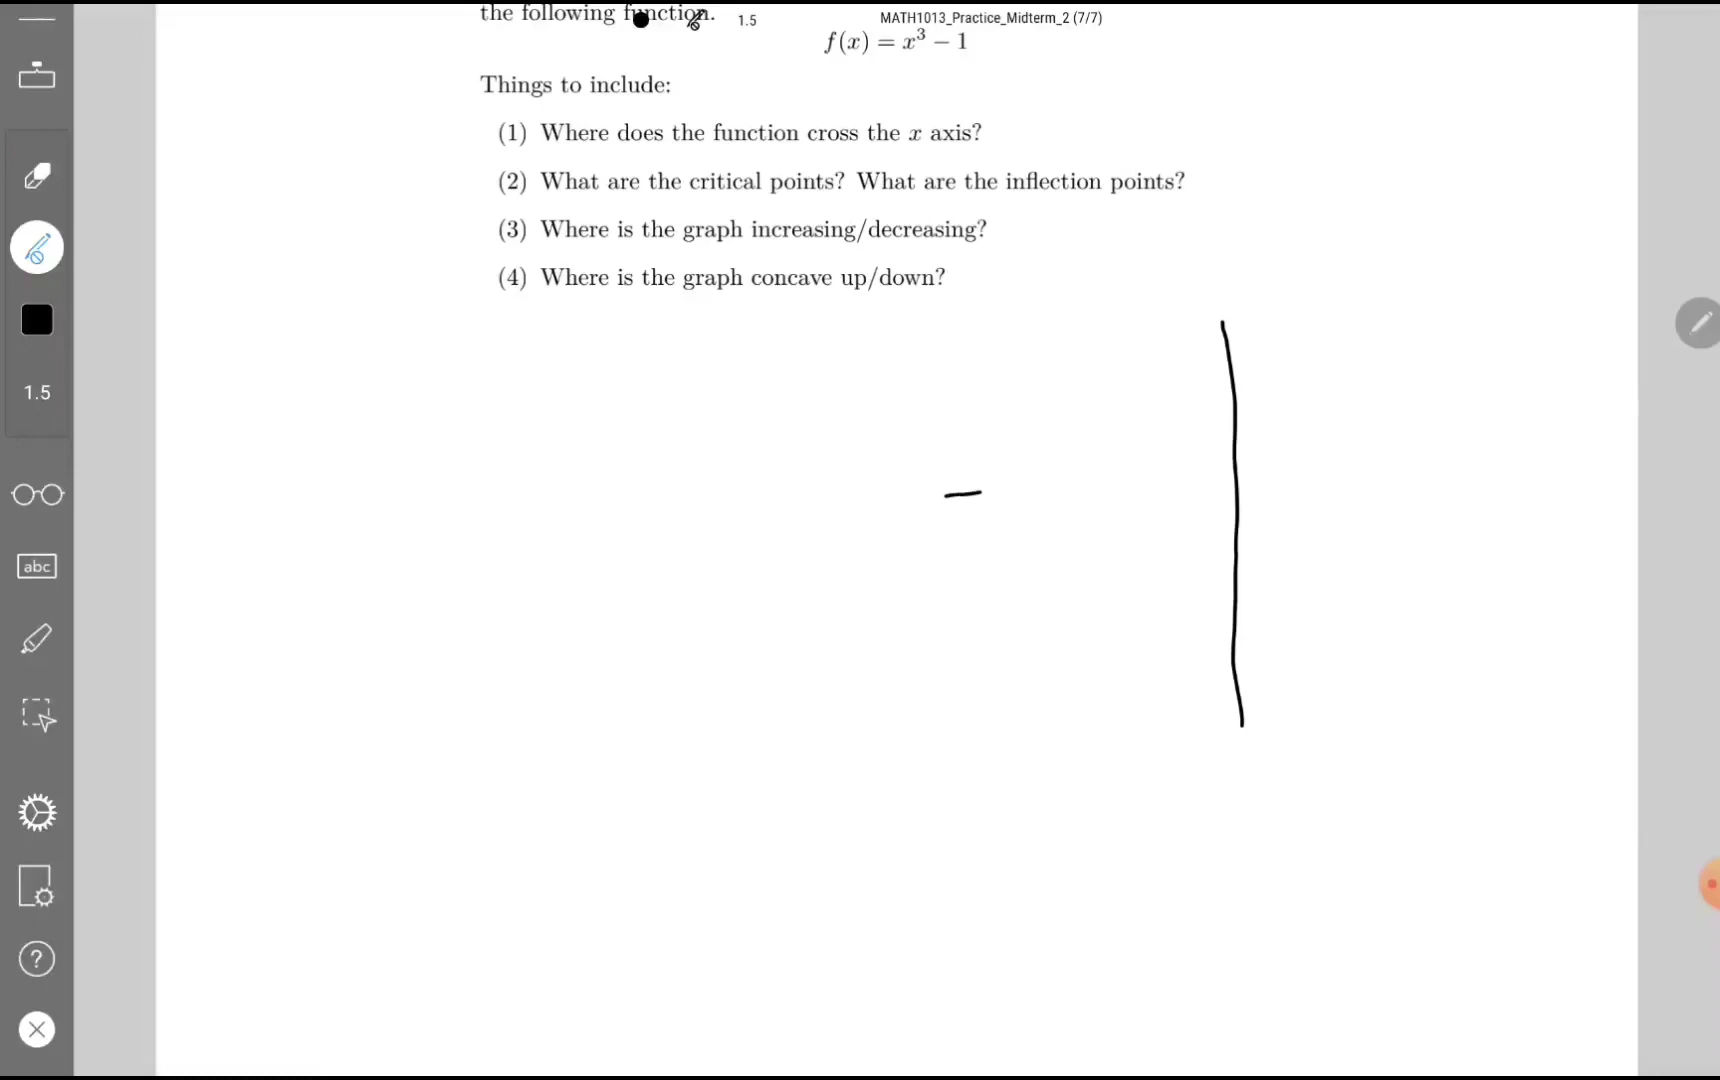 the following function.
1.5
MATH1013_Practice_Midterm_2 (7/7)
f(x) = x³ − 1
Things to include:
(1) Where does the function cross the x axis?
(2) What are the critical points? What are the inflection points?
(3) Where is the graph increasing/decreasing?
(4) Where is the graph concave up/down?
1.5
abc
?